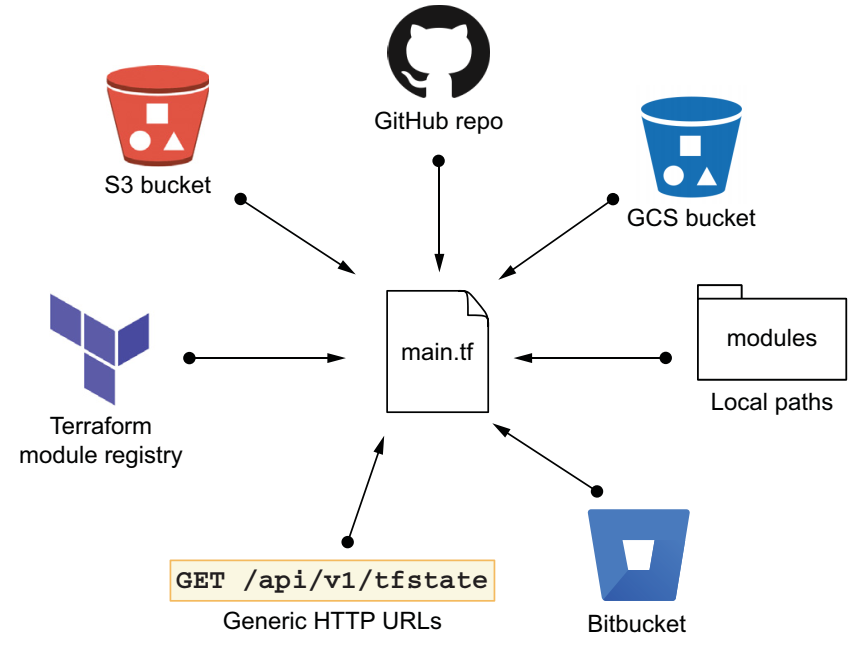 GitHub repo
S3 bucket
GCS bucket
main.tf
modules
Local paths
Terraform
module registry
GET /api/v1/tfstate
Generic HTTP URLs
Bitbucket